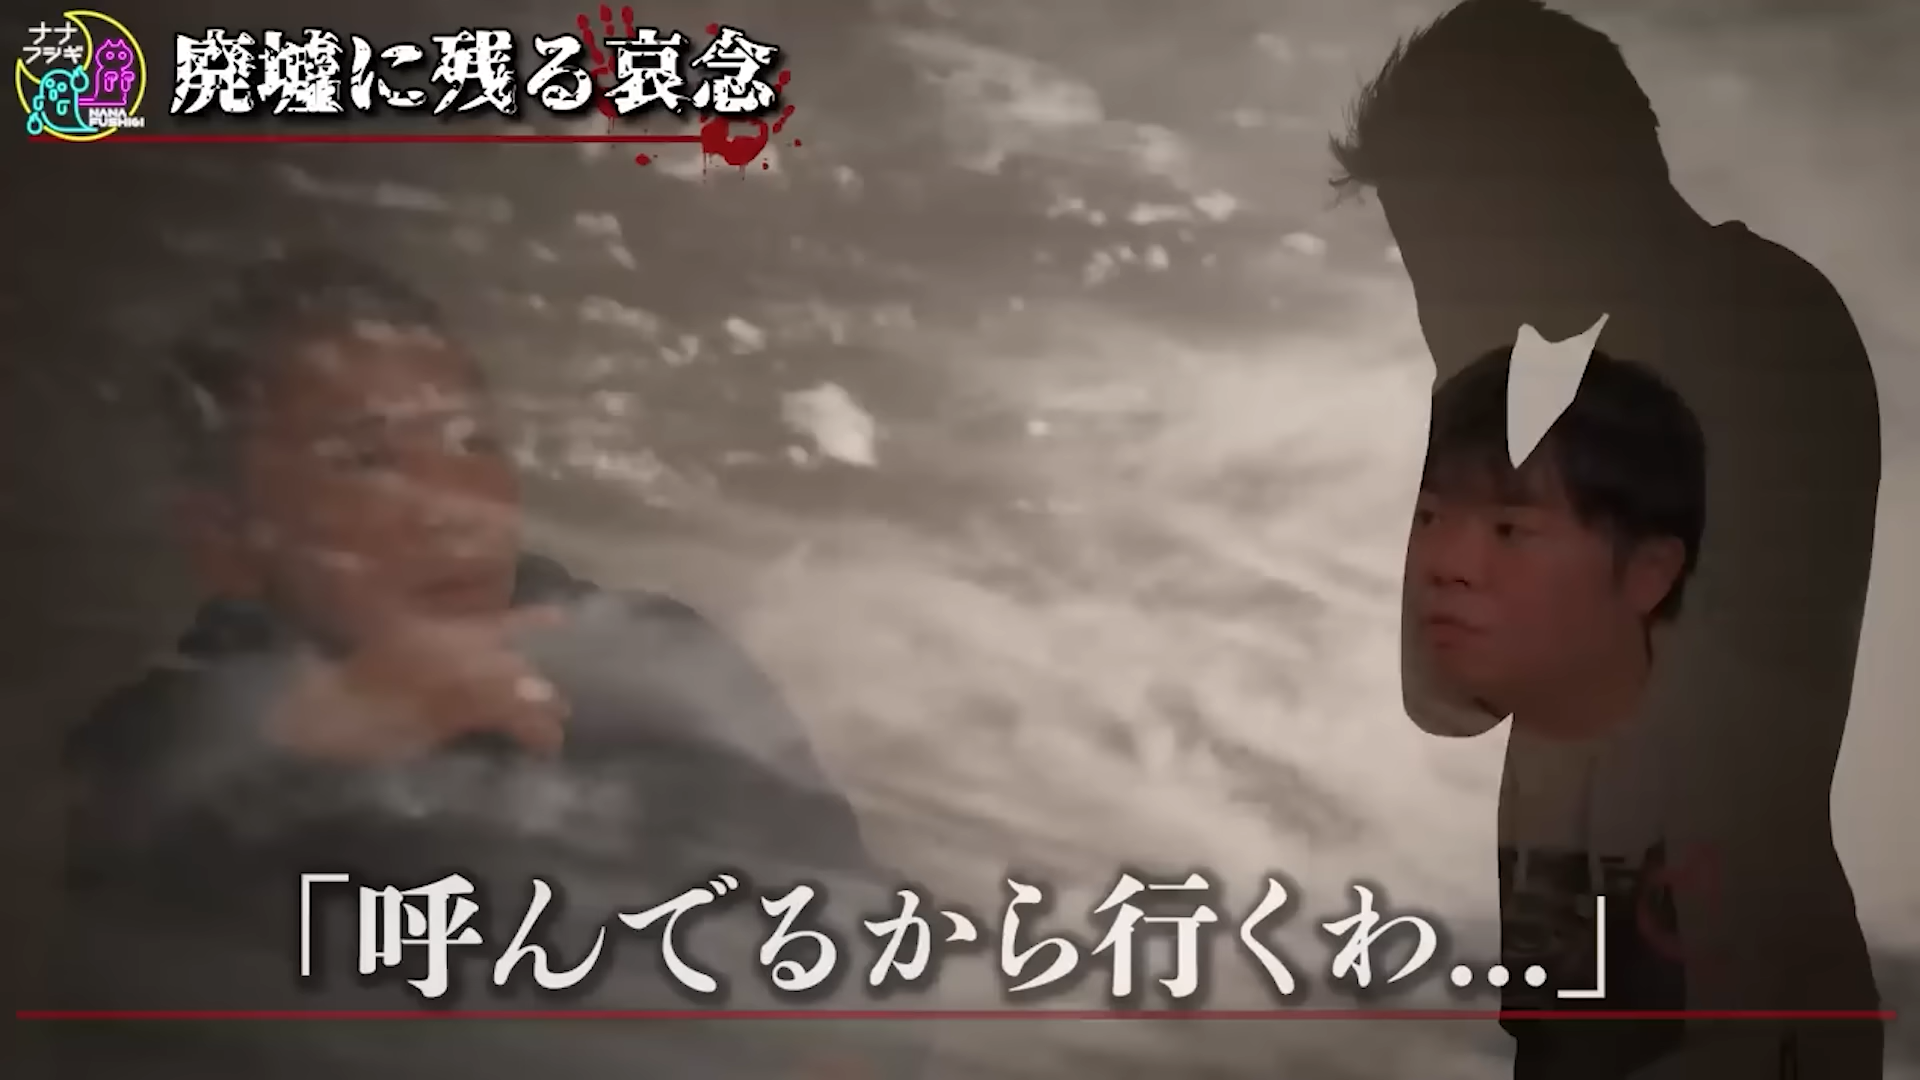 ナナ
フシギ
NANA
FUSHIGI
廃墟に残る哀念
「呼んでるから行くわ...」